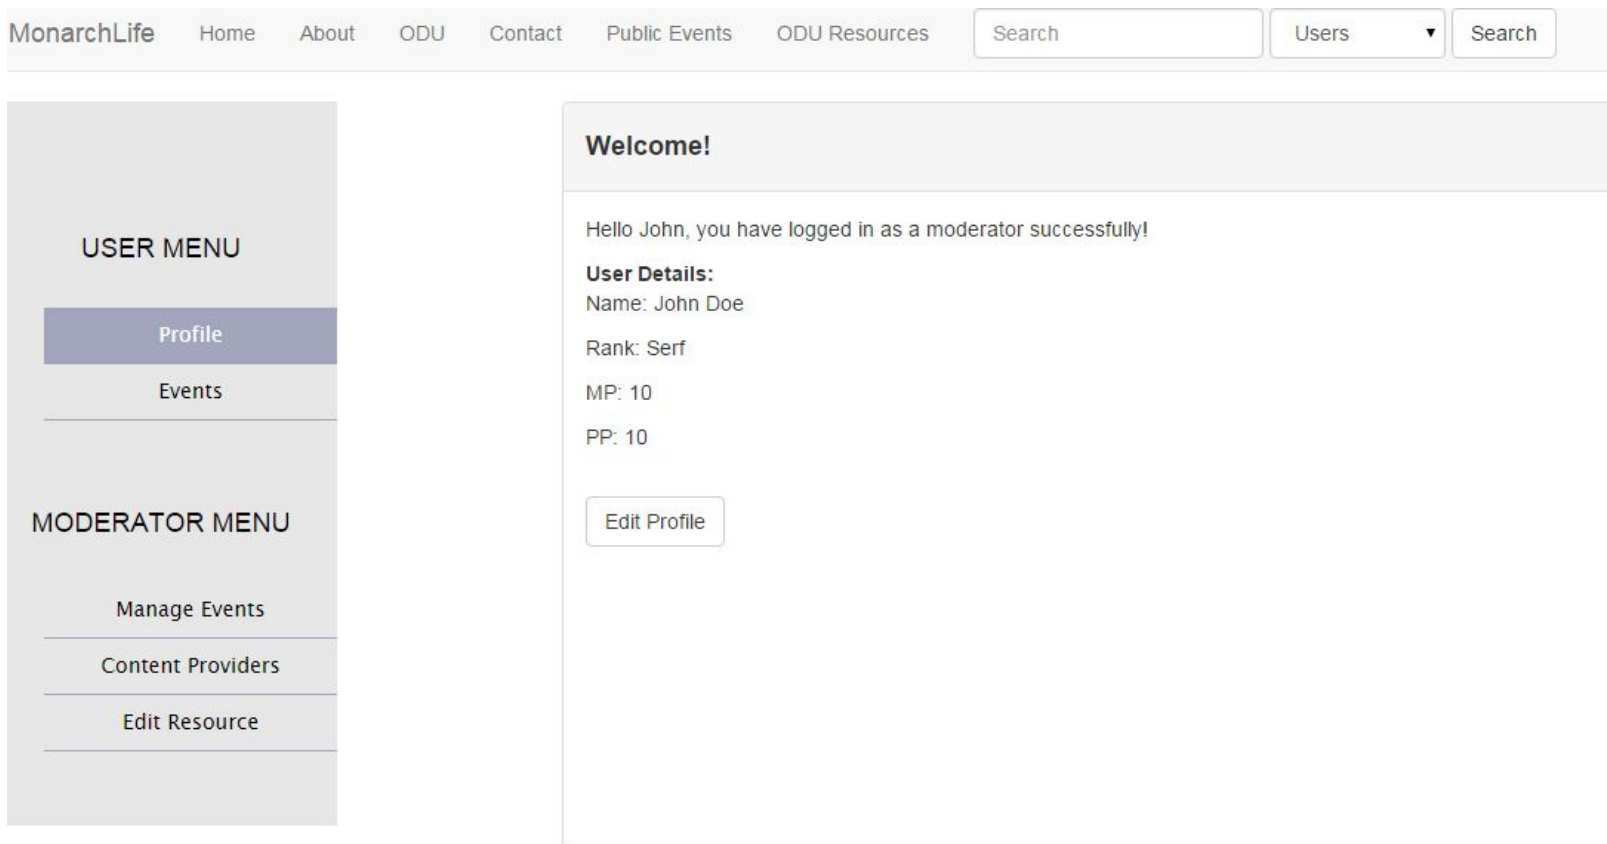 MonarchLife Home About ODU Contact Public Events ODU Resources Search Users Search
USER MENU
Profile
Events
MODERATOR MENU
Manage Events
Content Providers
Edit Resource
Welcome!
Hello John, you have logged in as a moderator successfully!
User Details:
Name: John Doe
Rank: Serf
MP: 10
PP: 10
Edit Profile